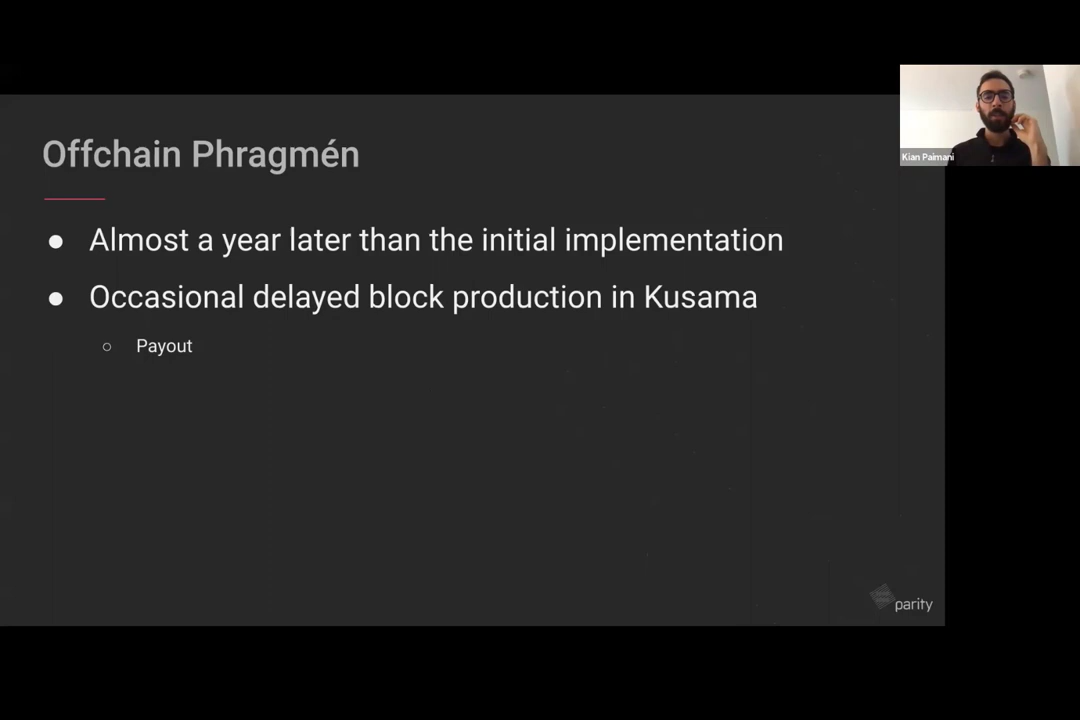 Offchain Phragmén
● Almost a year later than the initial implementation
● Occasional delayed block production in Kusama
○ Payout
Kian Paimani
parity